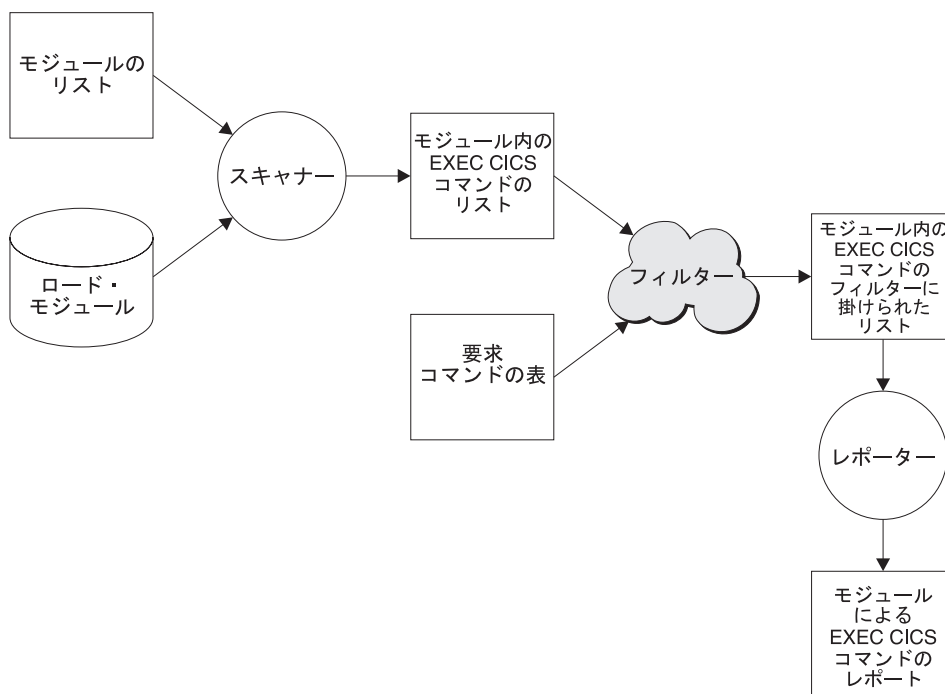 モジュールの
リスト
ロード・
モジュール
スキャナー
モジュール内の
EXEC CICS
コマンドの
リスト
要求
コマンドの表
フィルター
モジュール内の
EXEC CICS
コマンドの
フィルターに
掛けられた
リスト
レポーター
モジュール
による
EXEC CICS
コマンドの
レポート